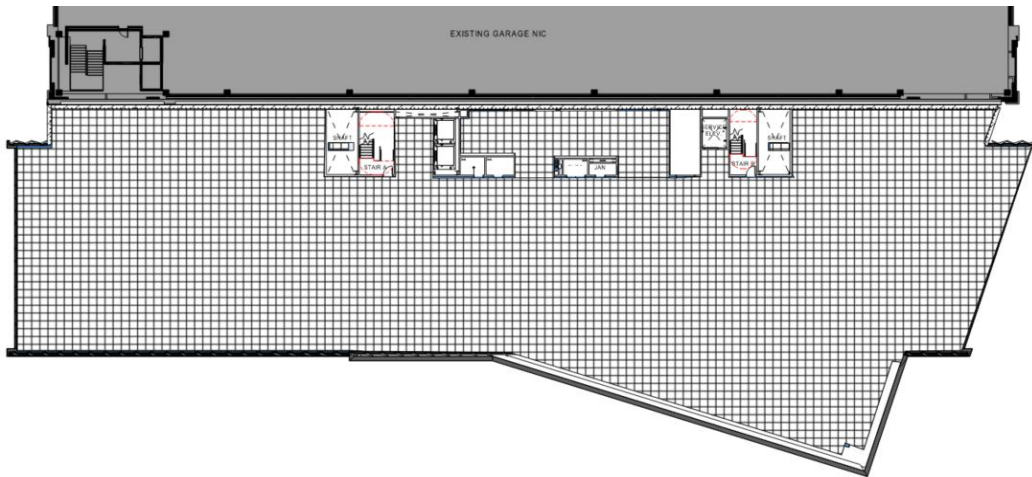 EXISTING GARAGE NIC
SHAFT
STAIR A
JAN
SERVICE
ELEV
STAIR B
SHAFT